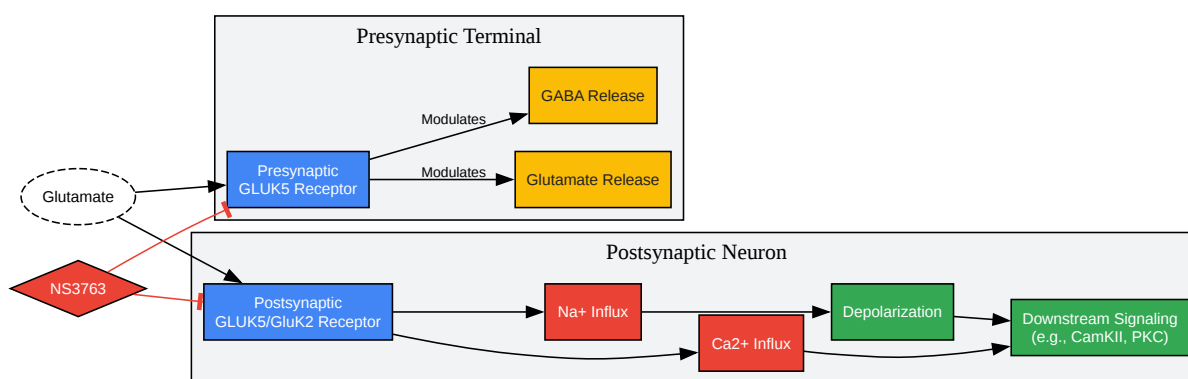 Presynaptic Terminal
GABA Release
Modulates
Presynaptic
GLUK5 Receptor
Modulates
Glutamate Release
Glutamate
Postsynaptic Neuron
NS3763
Postsynaptic
GLUK5/GluK2 Receptor
Na+ Influx
Depolarization
Ca2+ Influx
Downstream Signaling
(e.g., CamKII, PKC)